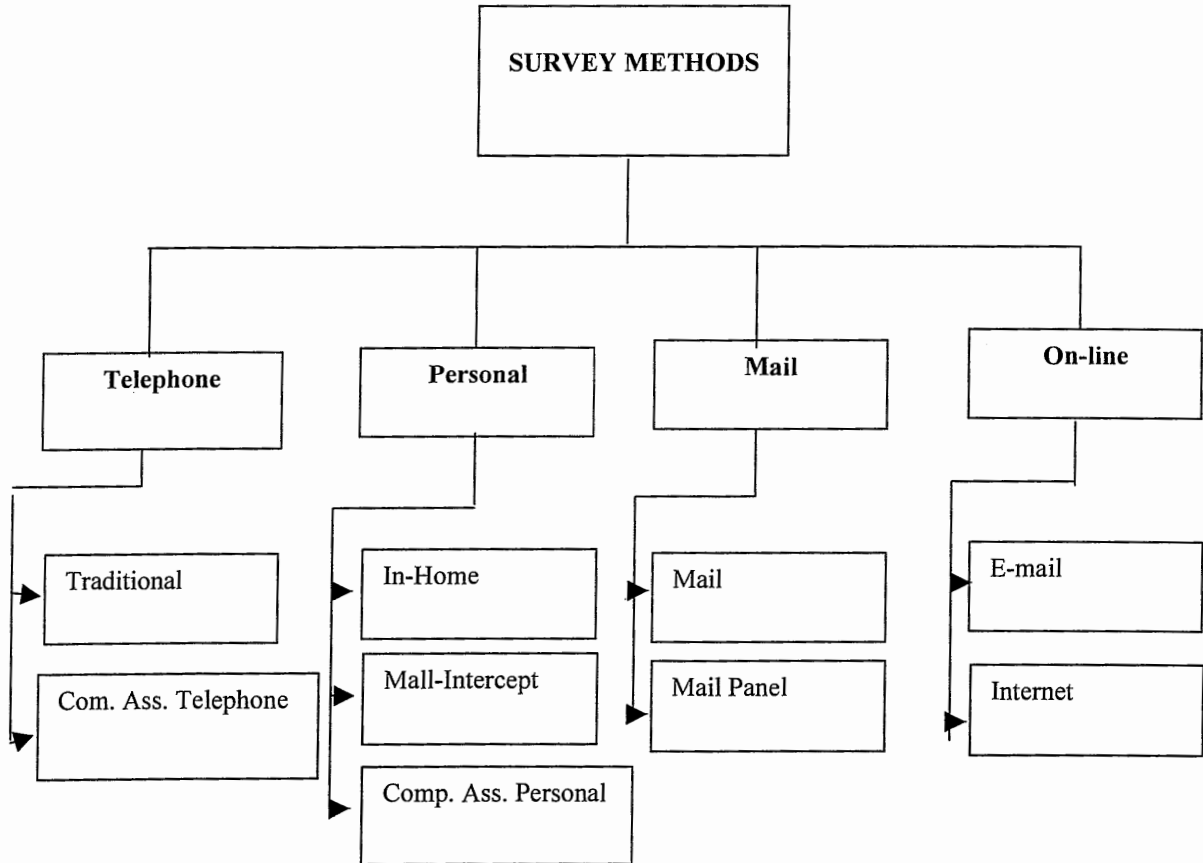 SURVEY METHODS
Telephone
Personal
Mail
On-line
Traditional
Com. Ass. Telephone
In-Home
Mall-Intercept
Comp. Ass. Personal
Mail
Mail Panel
E-mail
Internet